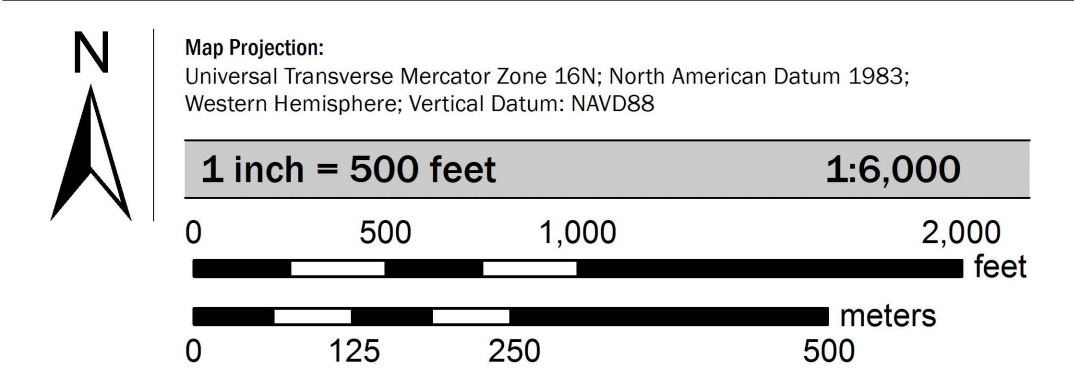 N
Map Projection:
Universal Transverse Mercator Zone 16N; North American Datum 1983;
Western Hemisphere; Vertical Datum: NAVD88
1 inch = 500 feet 1:6,000
0 500 1,000 2,000
feet
meters
0 125 250 500